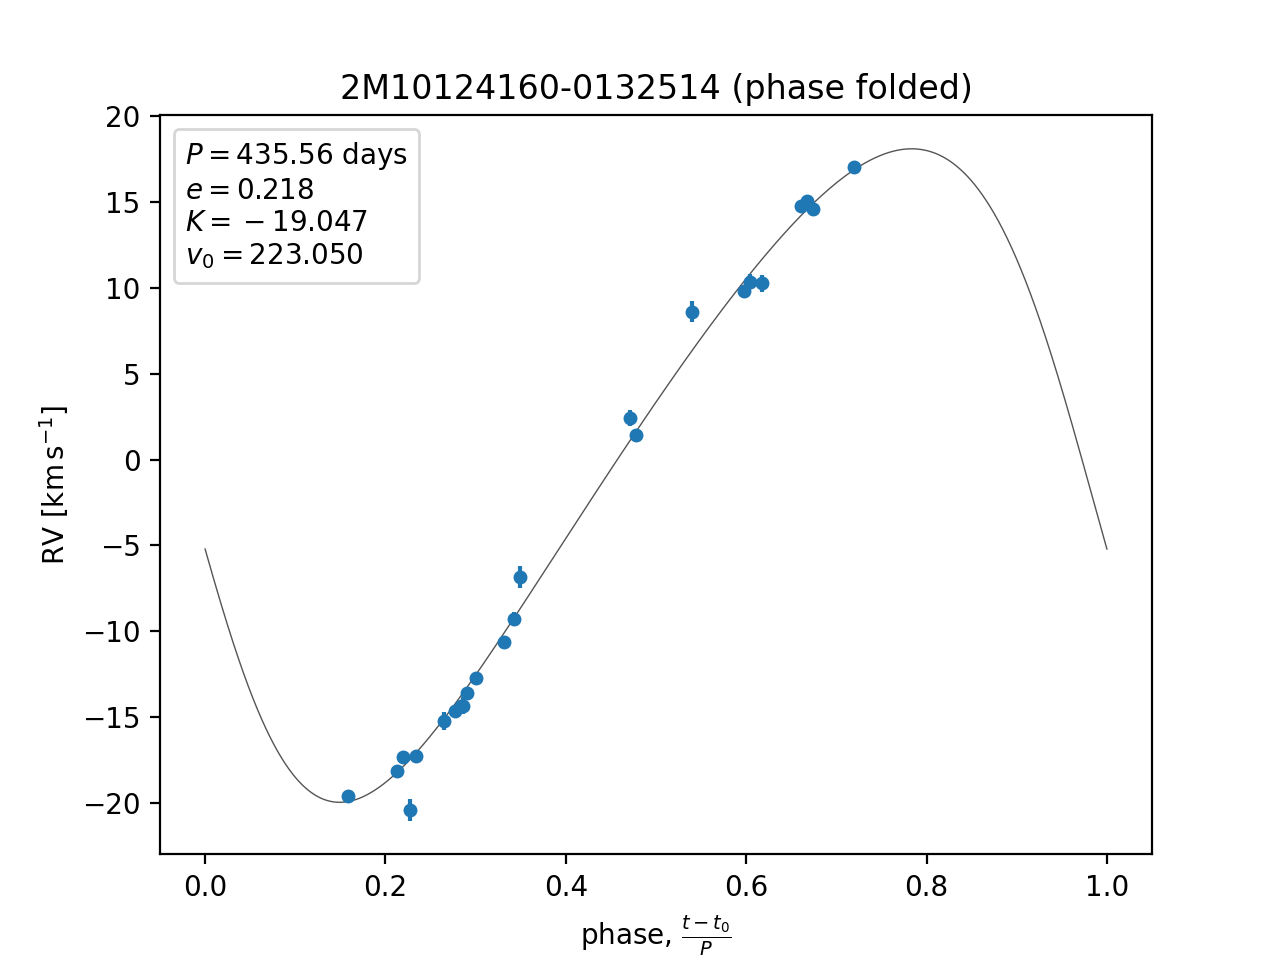 2M10124160-0132514 (phase folded)
P = 435.56 days
e = 0.218
K = −19.047
v₀ = 223.050
20
15
10
5
0
−5
−10
−15
−20
RV [km s⁻¹]
0.0 0.2 0.4 0.6 0.8 1.0
phase, (t − t₀)/P